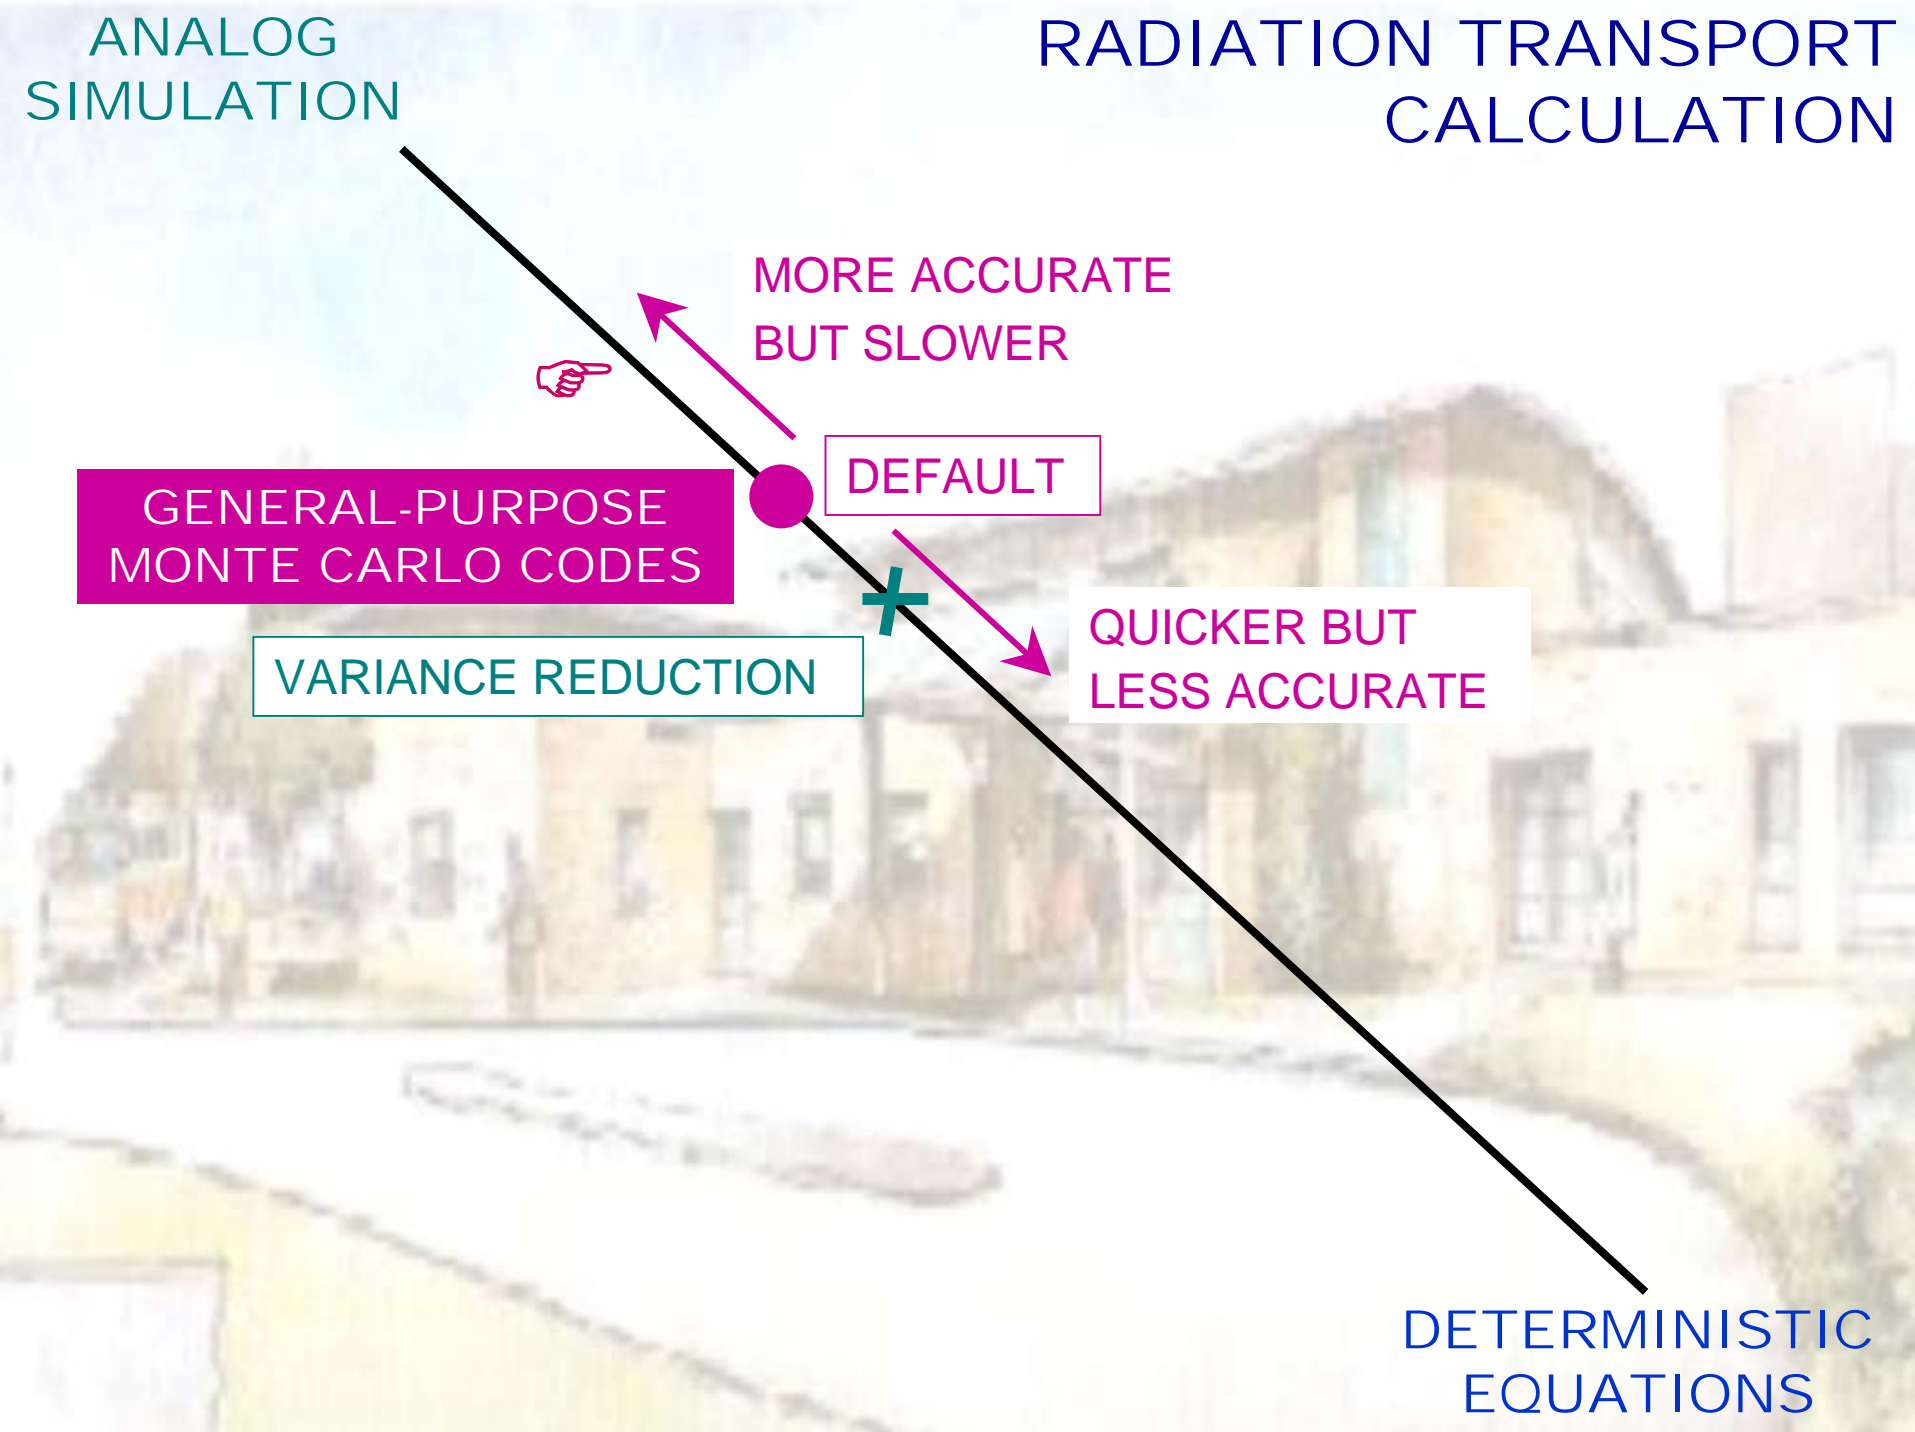 ANALOG
SIMULATION
RADIATION TRANSPORT
CALCULATION
MORE ACCURATE
BUT SLOWER
DEFAULT
GENERAL-PURPOSE
MONTE CARLO CODES
QUICKER BUT
LESS ACCURATE
VARIANCE REDUCTION
DETERMINISTIC
EQUATIONS